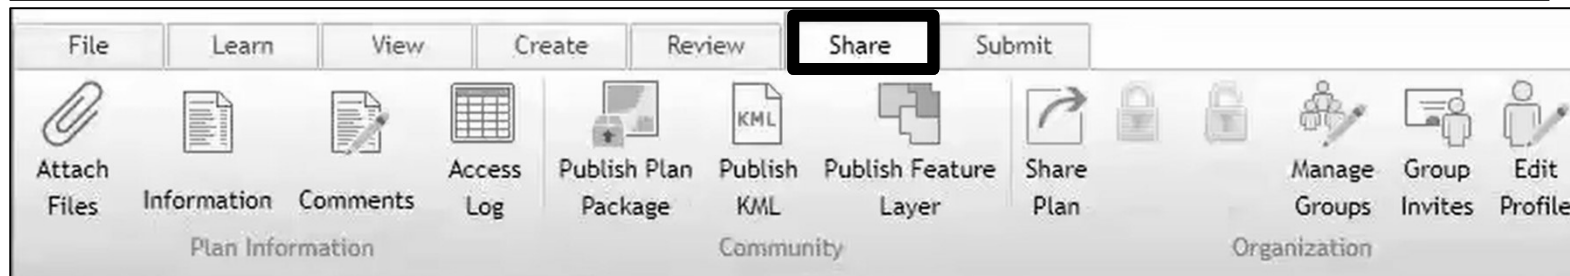 File Learn View Create Review Share Submit
KML
Attach Files Information Comments Access Log Publish Plan Package Publish KML Publish Feature Layer Share Plan Manage Groups Group Invites Edit Profile
Plan Information Community Organization